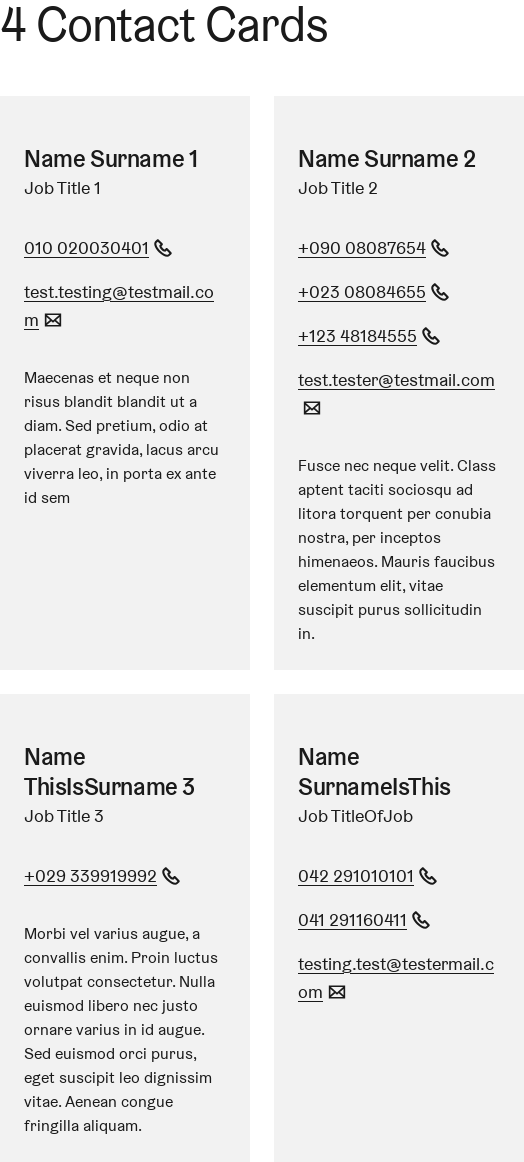 4 Contact Cards
Name Surname 1
Job Title 1
010 020030401
test.testing@testmail.co
m
Maecenas et neque non
risus blandit blandit ut a
diam. Sed pretium, odio at
placerat gravida, lacus arcu
viverra leo, in porta ex ante
id sem
Name Surname 2
Job Title 2
+090 08087654
+023 08084655
+123 48184555
test.tester@testmail.com
Fusce nec neque velit. Class
aptent taciti sociosqu ad
litora torquent per conubia
nostra, per inceptos
himenaeos. Mauris faucibus
elementum elit, vitae
suscipit purus sollicitudin
in.
Name
ThisIsSurname 3
Job Title 3
+029 339919992
Morbi vel varius augue, a
convallis enim. Proin luctus
volutpat consectetur. Nulla
euismod libero nec justo
ornare varius in id augue.
Sed euismod orci purus,
eget suscipit leo dignissim
vitae. Aenean congue
fringilla aliquam.
Name
SurnameIsThis
Job TitleOfJob
042 291010101
041 291160411
testing.test@testermail.c
om